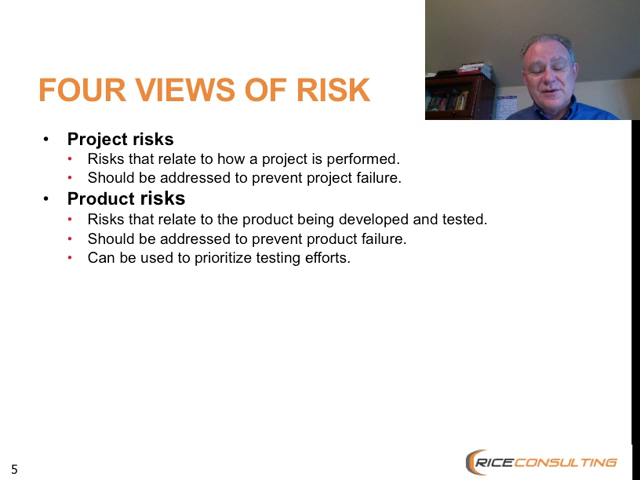 FOUR VIEWS OF RISK
• Project risks
• Risks that relate to how a project is performed.
• Should be addressed to prevent project failure.
• Product risks
• Risks that relate to the product being developed and tested.
• Should be addressed to prevent product failure.
• Can be used to prioritize testing efforts.
5
RICECONSULTING